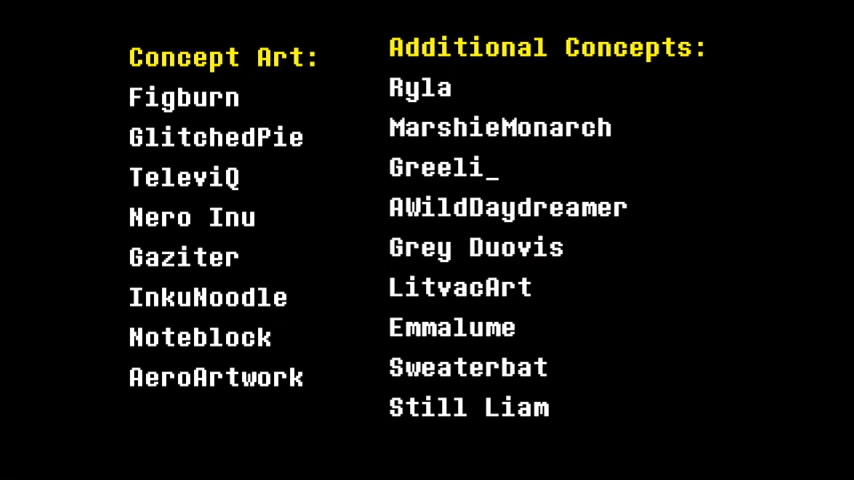 Concept Art:
Figburn
GlitchedPie
TeleviQ
Nero Inu
Gaziter
InkuNoodle
Noteblock
AeroArtwork
Additional Concepts:
Ryla
MarshieMonarch
Greeli_
AWildDaydreamer
Grey Duovis
LitvacArt
Emmalume
Sweaterbat
Still Liam